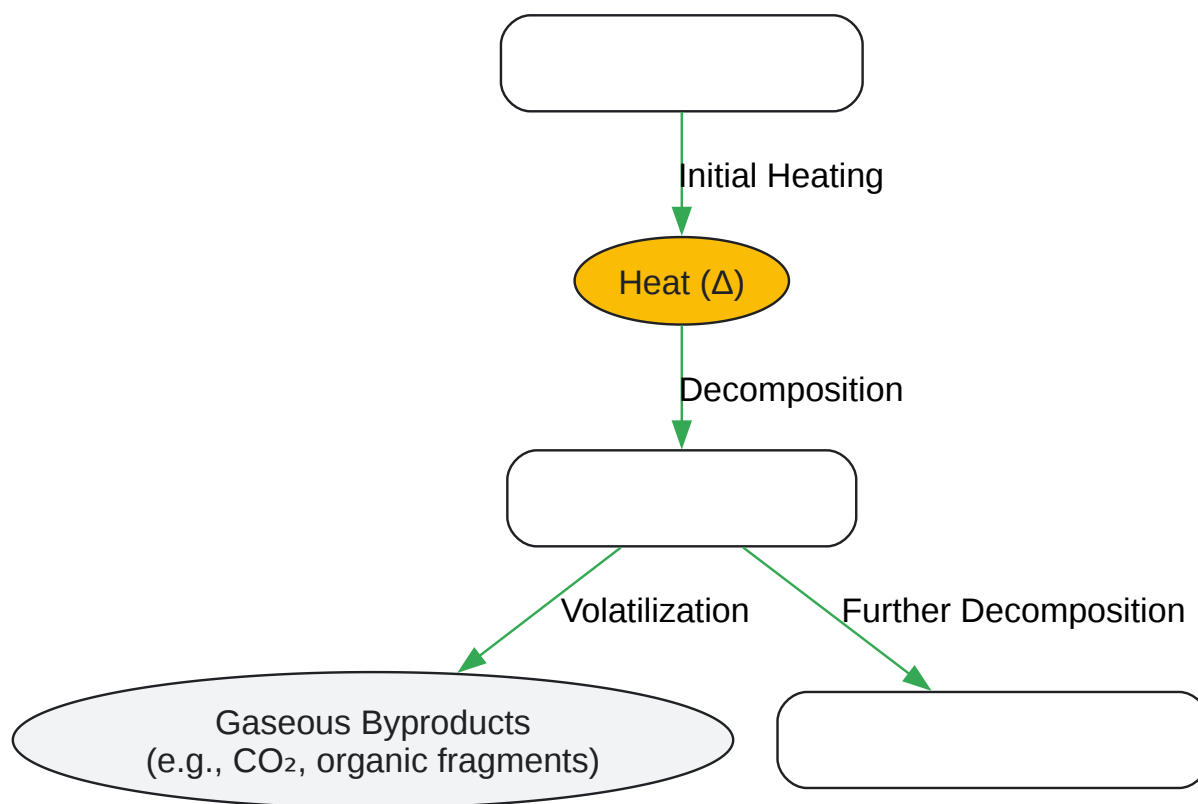 Initial Heating
Heat (Δ)
Decomposition
Volatilization
Further Decomposition
Gaseous Byproducts
(e.g., CO₂, organic fragments)